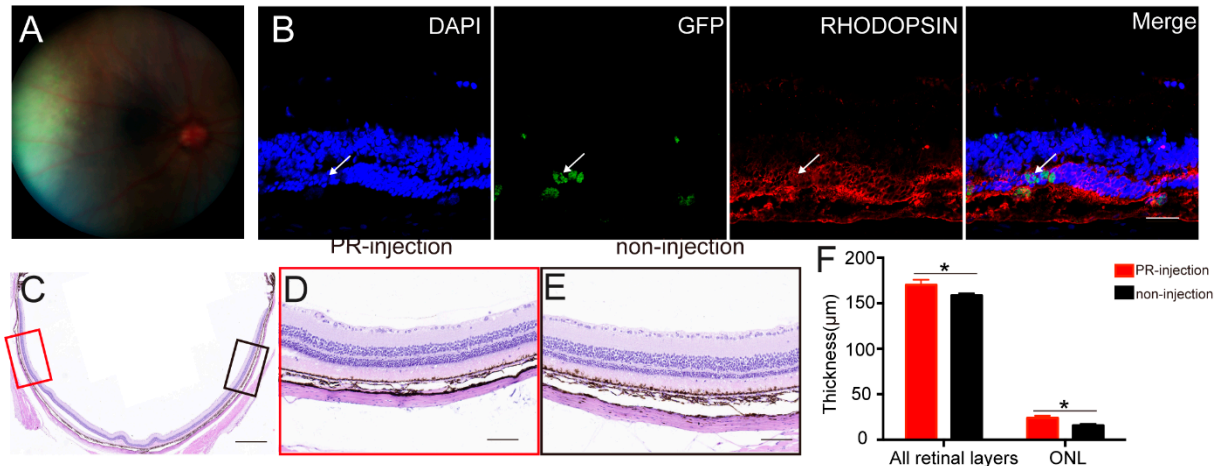 A
B
DAPI
GFP
RHODOPSIN
Merge
PR-injection
non-injection
C
D
E
F
200
150
100
50
0
Thickness(μm)
*
*
All retinal layers
ONL
PR-injection
non-injection